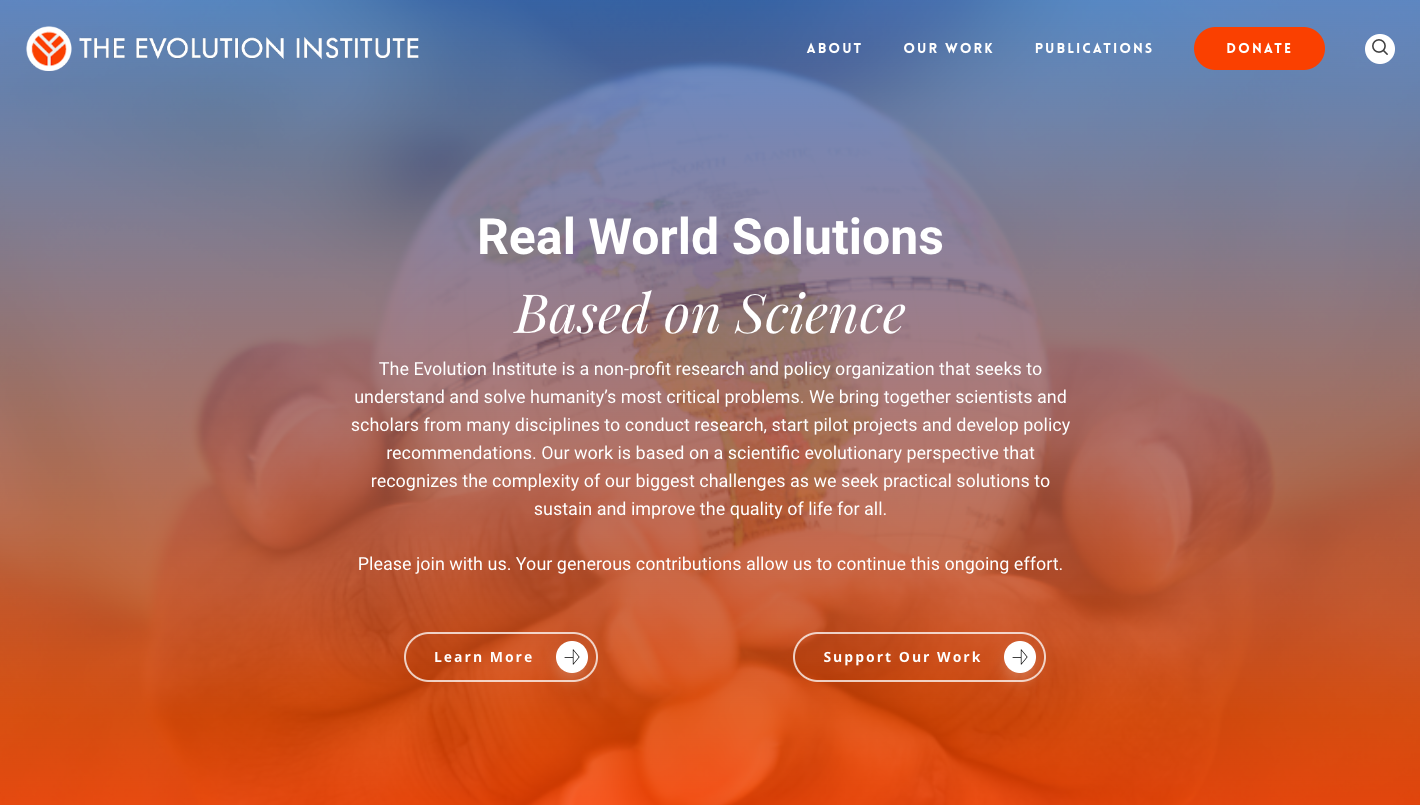 THE EVOLUTION INSTITUTE
ABOUT
OUR WORK
PUBLICATIONS
DONATE
Real World Solutions
Based on Science
The Evolution Institute is a non-profit research and policy organization that seeks to
understand and solve humanity’s most critical problems. We bring together scientists and
scholars from many disciplines to conduct research, start pilot projects and develop policy
recommendations. Our work is based on a scientific evolutionary perspective that
recognizes the complexity of our biggest challenges as we seek practical solutions to
sustain and improve the quality of life for all.
Please join with us. Your generous contributions allow us to continue this ongoing effort.
Learn More
Support Our Work